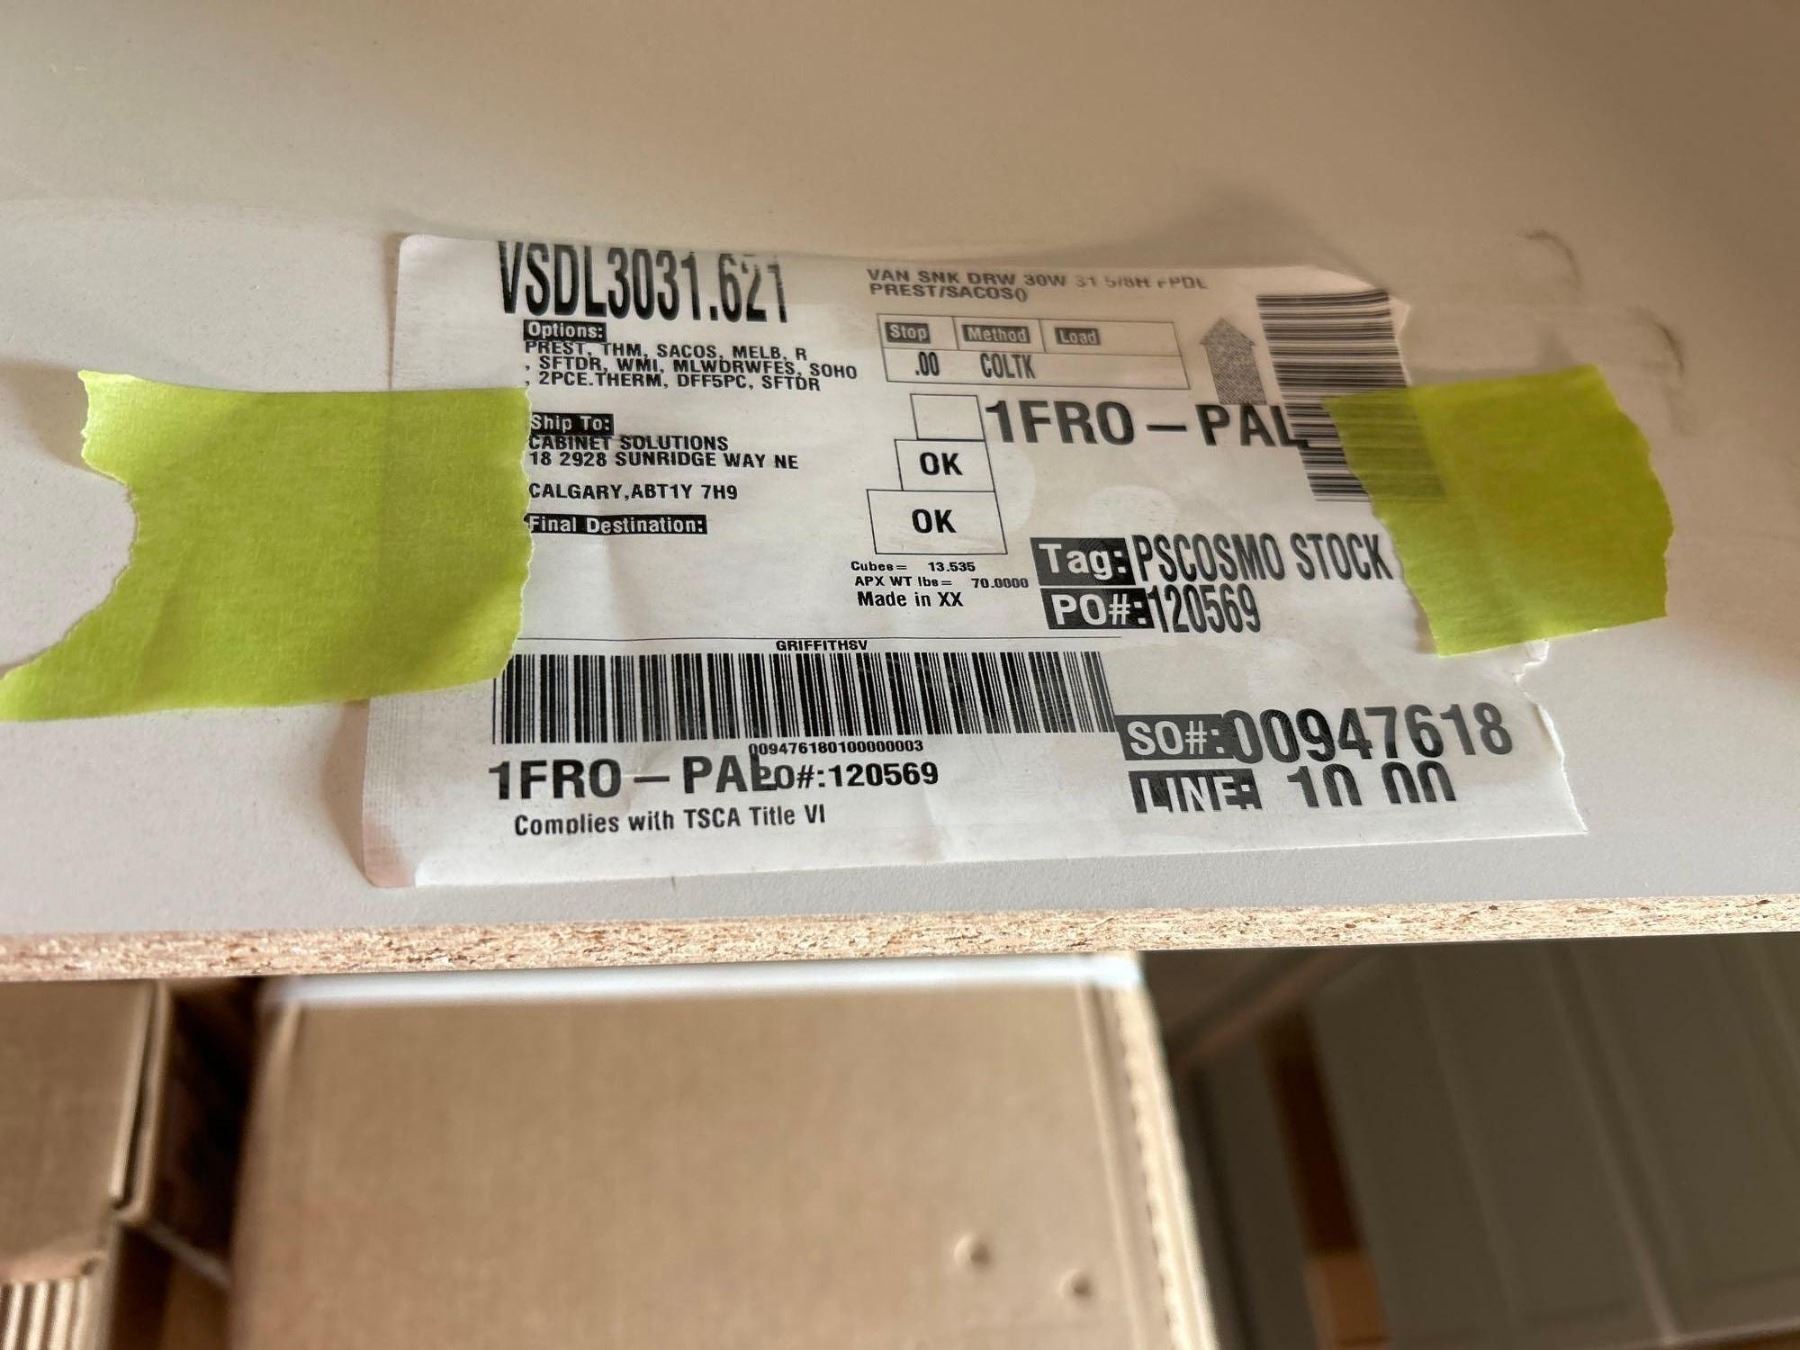 VSDL3031.621
VAN SNK DRW 30W 31 5/8H FPDL
PREST/SACOS()
Options:
PREST, THM, SACOS, MELB, R
, SFTDR, WMI, MLWDRWFES, SOHO
, 2PCE.THERM, DFF5PC, SFTDR
Stop Method Load
.00 COLTK
Ship To:
CABINET SOLUTIONS
18 2928 SUNRIDGE WAY NE
CALGARY,ABT1Y 7H9
Final Destination:
1FRO-PAL
OK
OK
Cubes= 13.535
APX WT lbs= 70.0000
Made in XX
Tag: PSCOSMO STOCK
PO#: 120569
GRIFFITHSV
009476180100000003
1FRO-PAL PO#:120569
Complies with TSCA Title VI
SO#: 00947618
LINE: 10.00